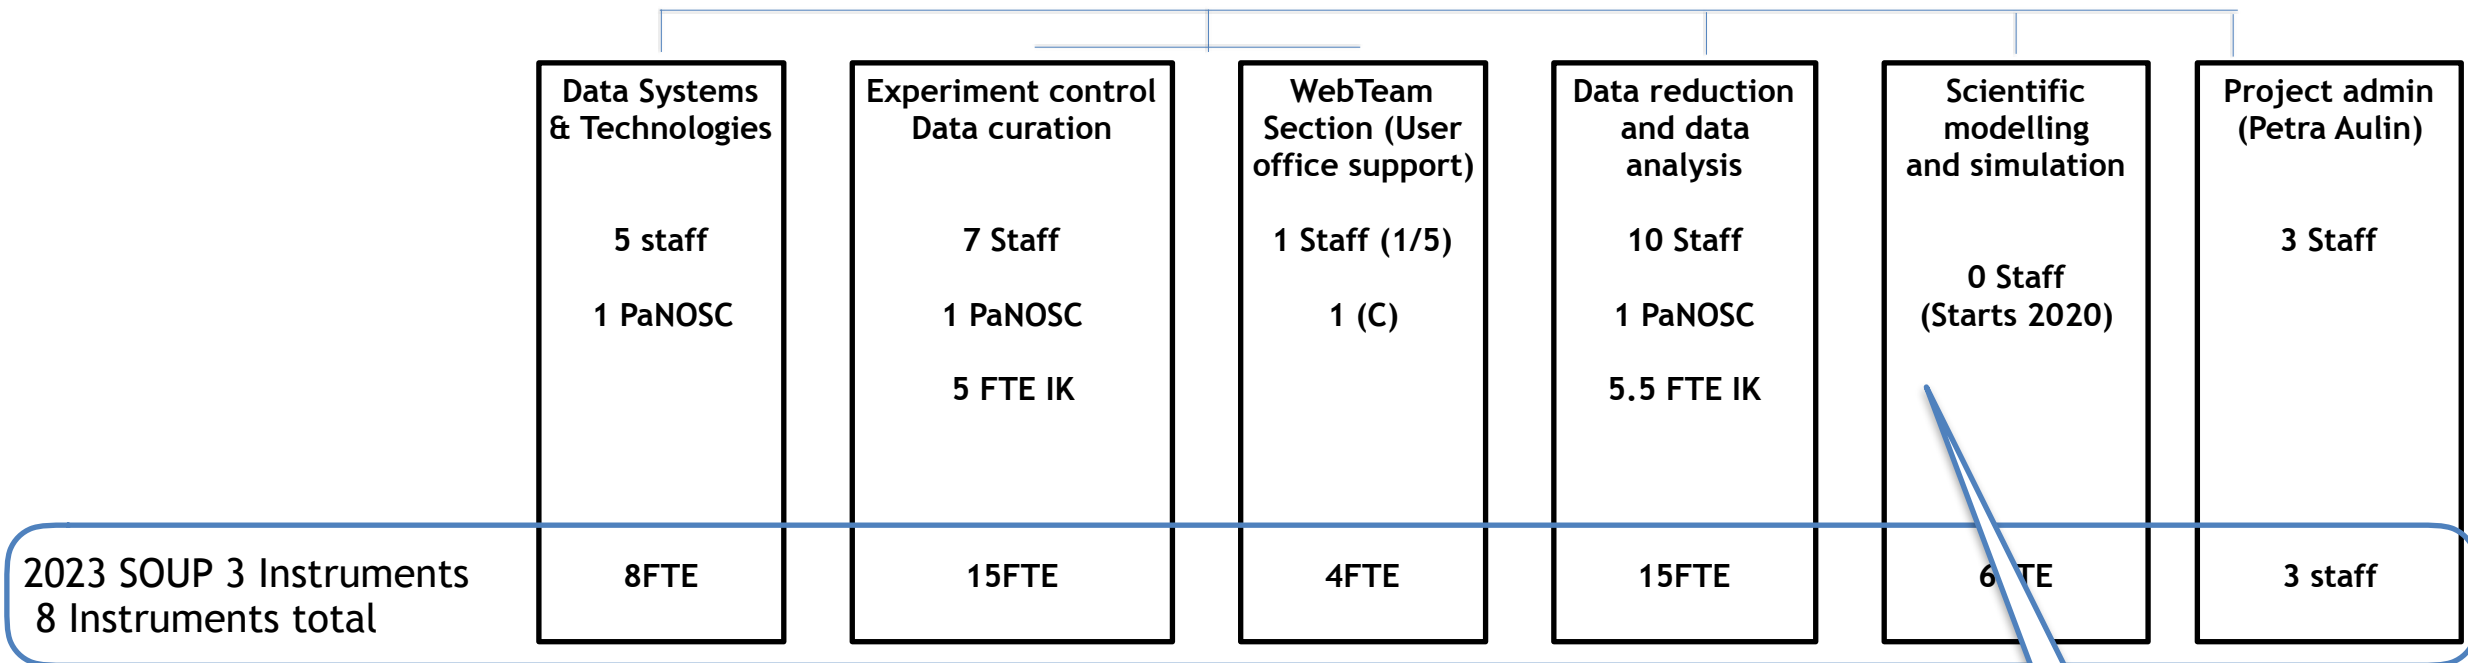 Data Systems
& Technologies
5 staff
1 PaNOSC
8FTE
Experiment control
Data curation
7 Staff
1 PaNOSC
5 FTE IK
15FTE
WebTeam
Section (User
office support)
1 Staff (1/5)
1 (C)
4FTE
Data reduction
and data
analysis
10 Staff
1 PaNOSC
5.5 FTE IK
15FTE
Scientific
modelling
and simulation
0 Staff
(Starts 2020)
6FTE
Project admin
(Petra Aulin)
3 Staff
3 staff
2023 SOUP 3 Instruments
8 Instruments total